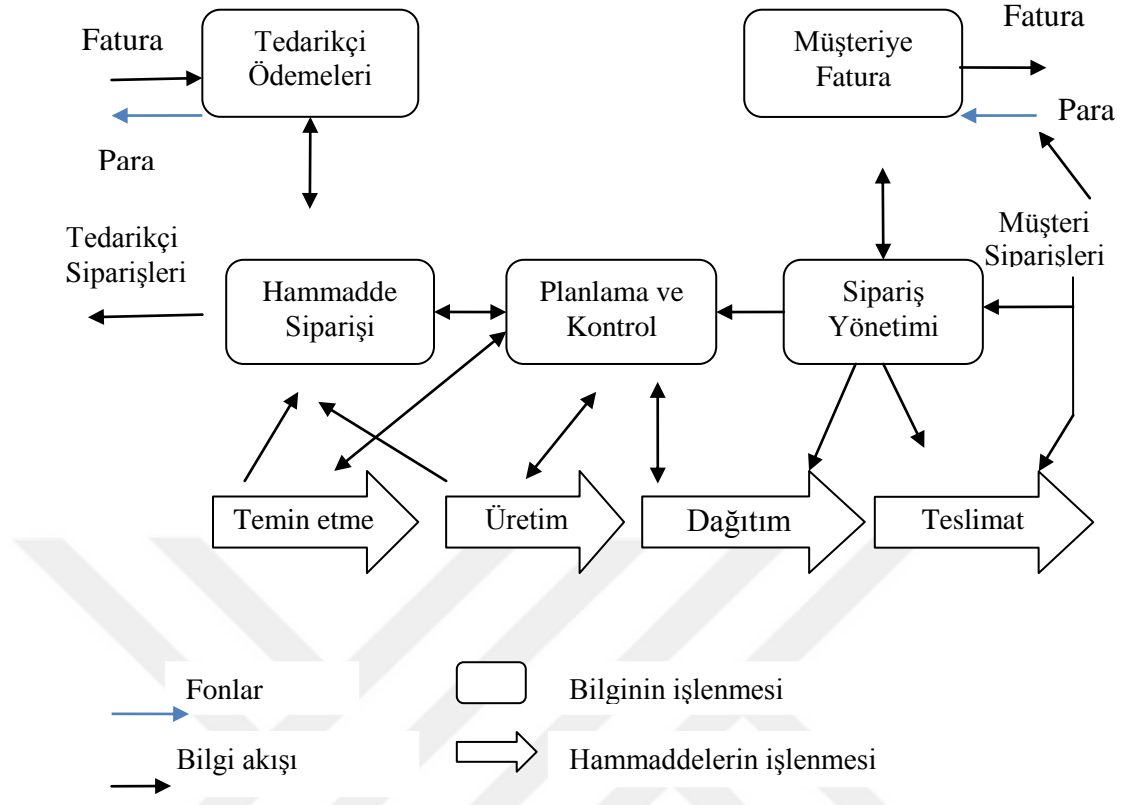 Fatura
Tedarikçi
Ödemeleri
Para
Müşteriye
Fatura
Fatura
Para
Tedarikçi
Siparişleri
Hammadde
Siparişi
Planlama ve
Kontrol
Sipariş
Yönetimi
Müşteri
Siparişleri
Temin etme
Üretim
Dağıtım
Teslimat
Fonlar
Bilginin işlenmesi
Bilgi akışı
Hammaddelerin işlenmesi